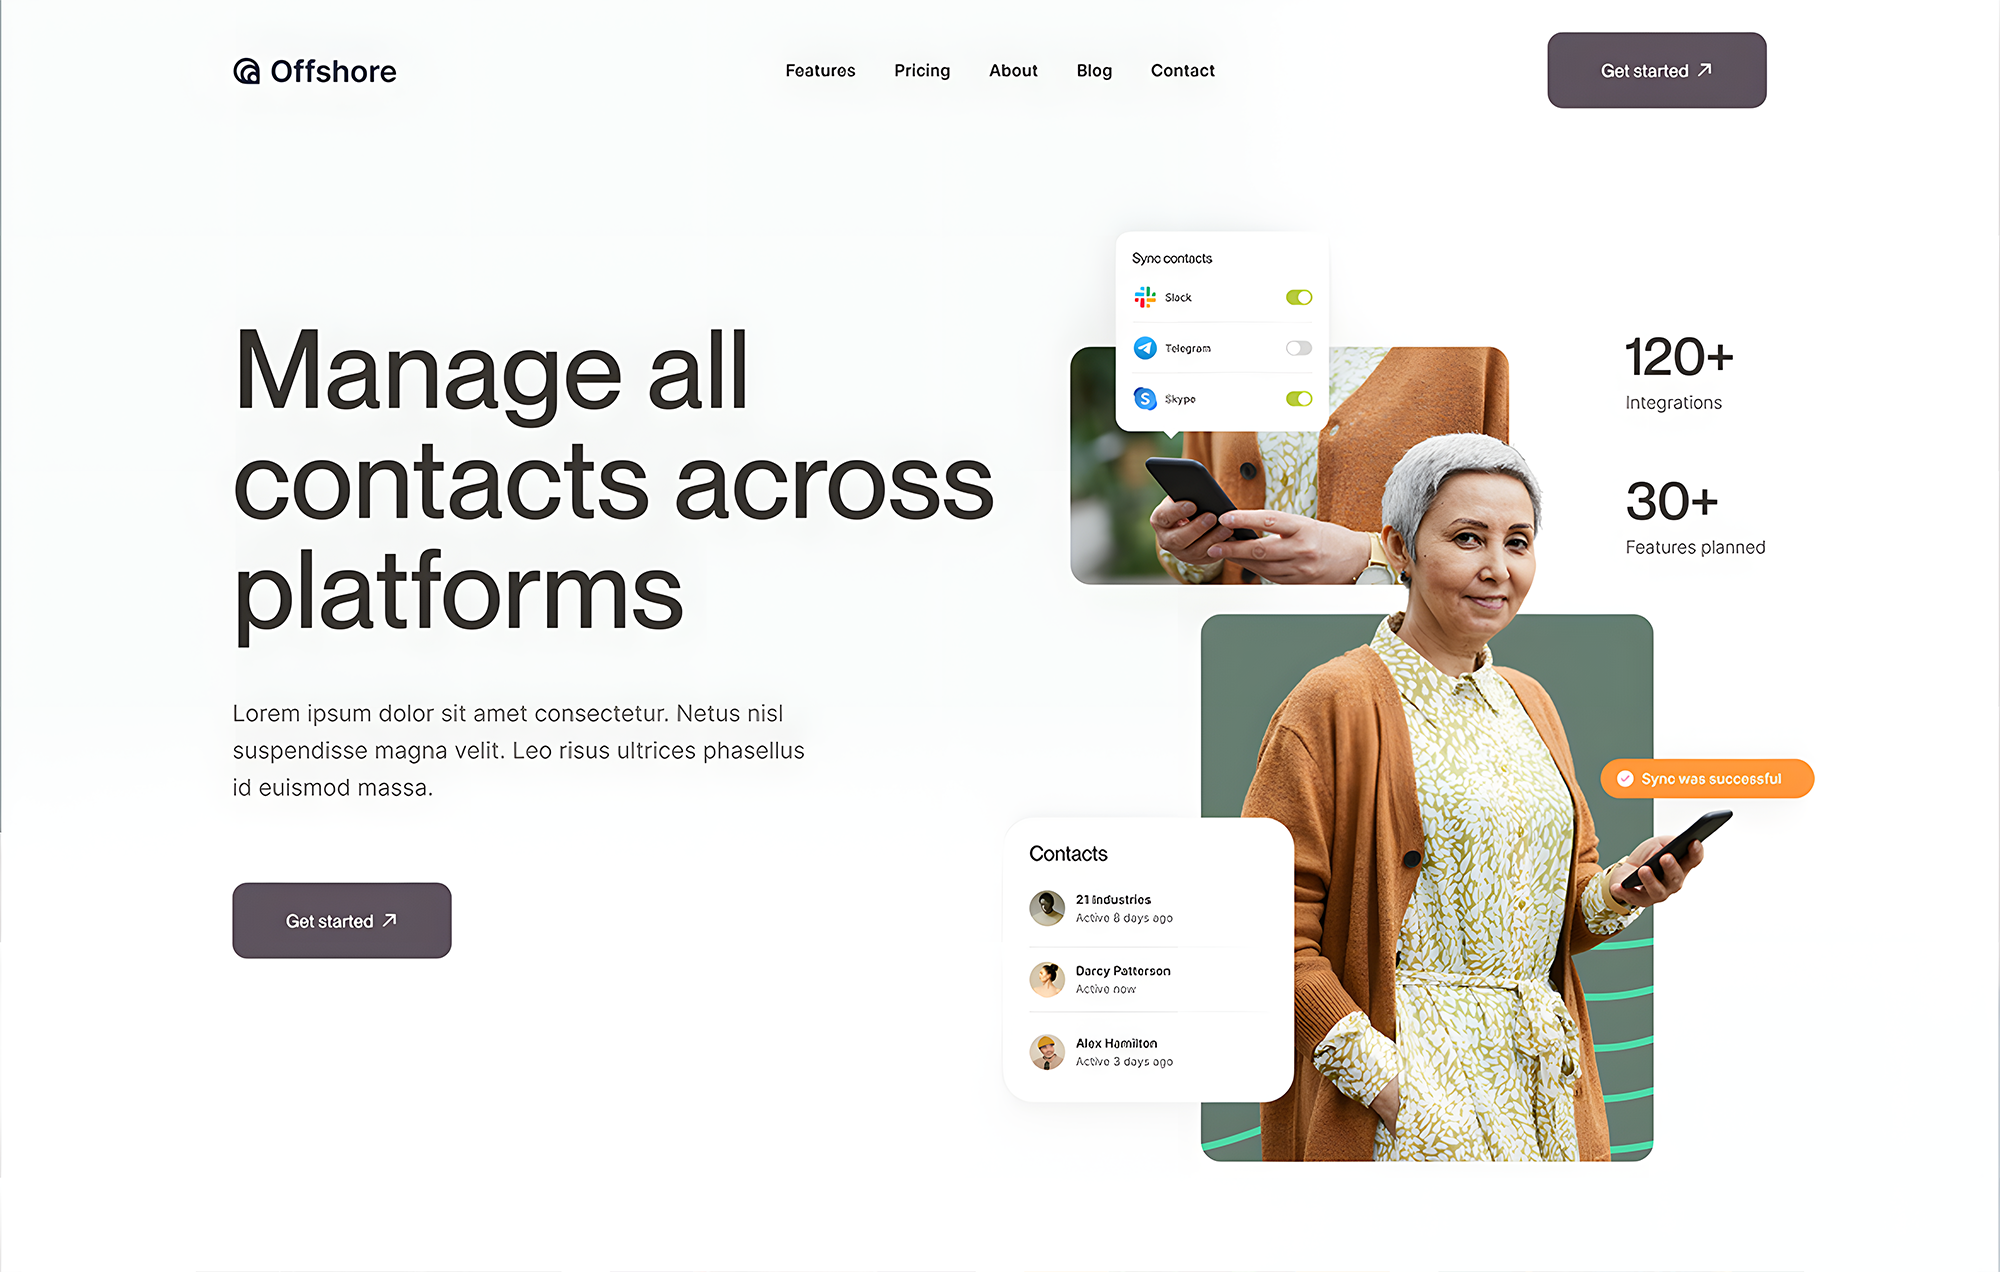 Offshore
Features
Pricing
About
Blog
Contact
Get started
Manage all
contacts across
platforms
Lorem ipsum dolor sit amet consectetur. Netus nisl
suspendisse magna velit. Leo risus ultrices phasellus
id euismod massa.
Get started
Sync contacts
Slack
Telegram
Skype
120+
Integrations
30+
Features planned
Sync was successful
Contacts
21 Industries
Active 8 days ago
Darcy Patterson
Active now
Alex Hamilton
Active 3 days ago